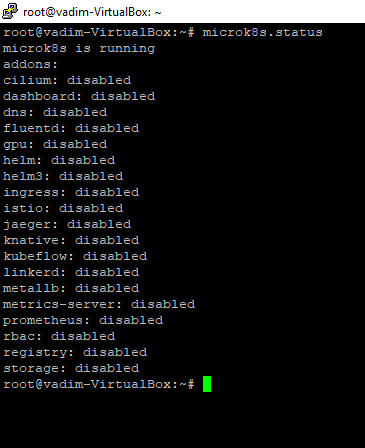 root@vadim-VirtualBox: ~
root@vadim-VirtualBox:~# microk8s.status
microk8s is running
addons:
cilium: disabled
dashboard: disabled
dns: disabled
fluentd: disabled
gpu: disabled
helm: disabled
helm3: disabled
ingress: disabled
istio: disabled
jaeger: disabled
knative: disabled
kubeflow: disabled
linkerd: disabled
metallb: disabled
metrics-server: disabled
prometheus: disabled
rbac: disabled
registry: disabled
storage: disabled
root@vadim-VirtualBox:~#